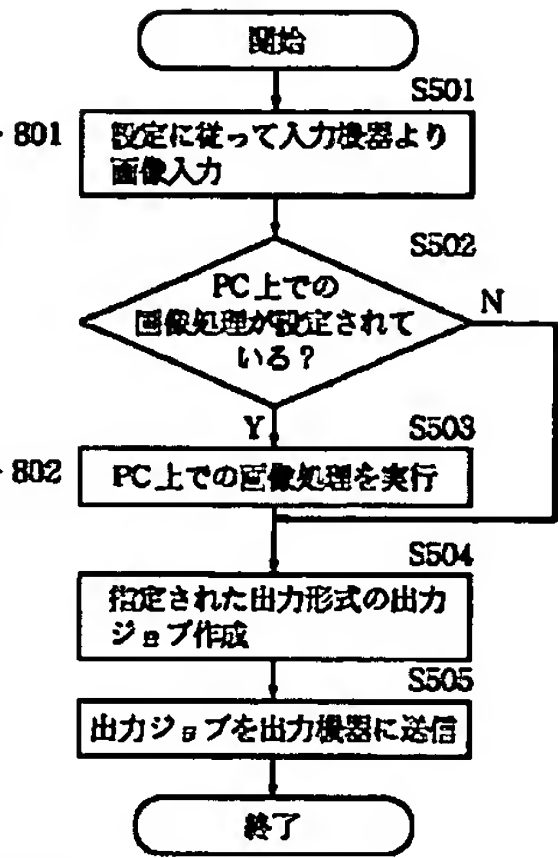 開始
S501
801
設定に従って入力機器より
画像入力
S502
PC上での
画像処理が設定されて
いる？
N
Y
S503
802
PC上での画像処理を実行
S504
指定された出力形式の出力
ジョブ作成
S505
出力ジョブを出力機器に送信
終了